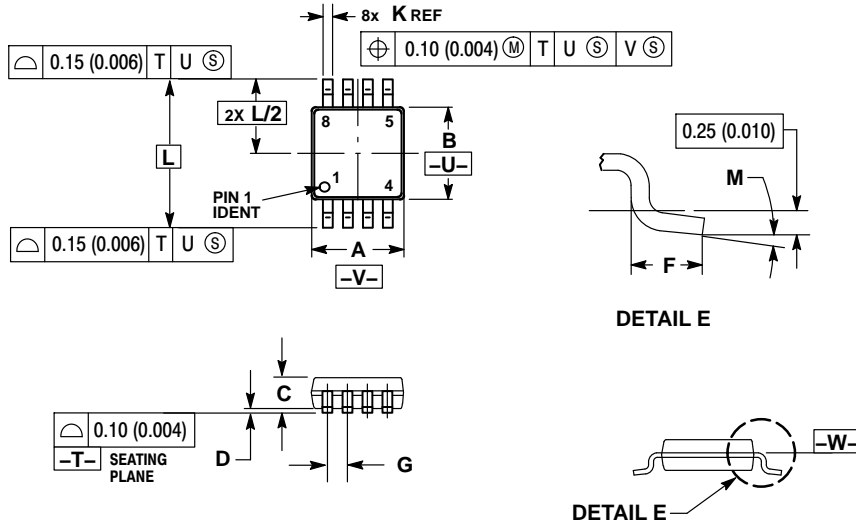 8x K REF
⌓ 0.15 (0.006) T U Ⓢ
⌖ 0.10 (0.004) Ⓜ T U Ⓢ V Ⓢ
2X L/2
8 5
L
B
–U–
0.25 (0.010)
M
PIN 1
IDENT
1 4
⌓ 0.15 (0.006) T U Ⓢ
A
–V–
F
DETAIL E
C
⌓ 0.10 (0.004)
–T– SEATING
PLANE
D
G
–W–
DETAIL E